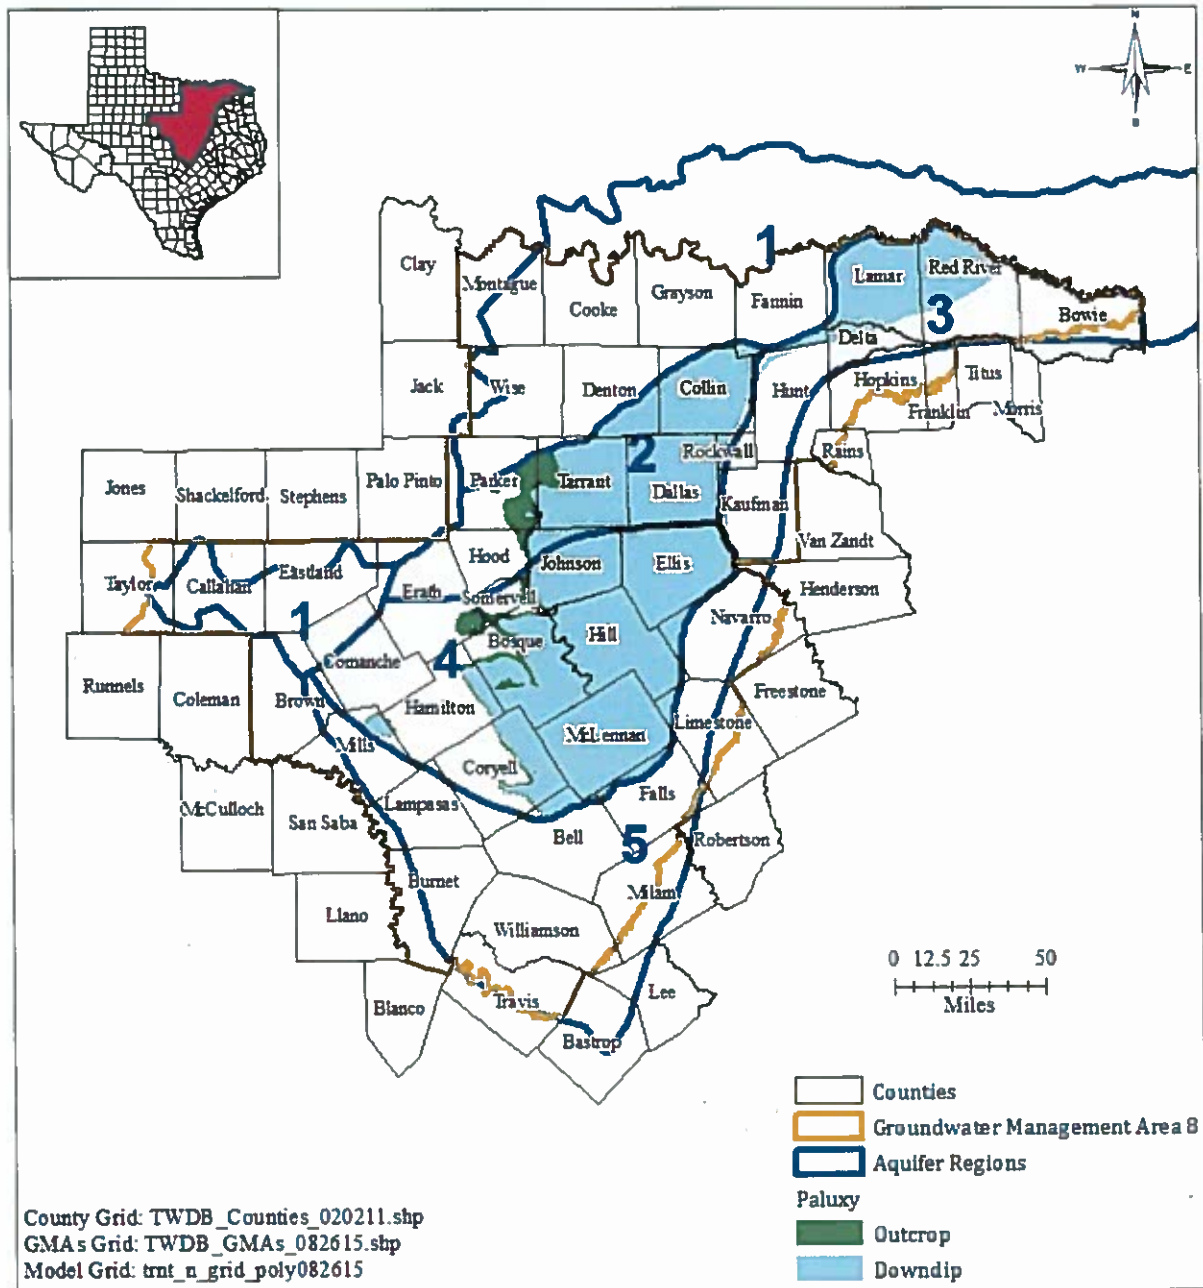 N
W E
S
1
Clay
Montague
Cooke
Grayson
Fannin
Lamar
Red River
3
Bowie
Delta
Jack
Wise
Denton
Collin
Hunt
Hopkins
Titus
Franklin
Morris
2
Rockwall
Rains
Jones
Shackelford
Stephens
Palo Pinto
Parker
Tarrant
Dallas
Kaufman
Van Zandt
Taylor
Callahan
Eastland
Erath
Hood
Johnson
Ellis
Somervell
Henderson
Navarro
1
Comanche
4
Bosque
Hill
Runnels
Coleman
Brown
Hamilton
Freestone
Limestone
Mills
McLennan
Coryell
McCulloch
San Saba
Lampasas
Falls
Bell
5
Robertson
Burnet
Milam
Llano
Williamson
0 12.5 25 50
Miles
Blanco
Travis
Lee
Bastrop
Counties
Groundwater Management Area 8
Aquifer Regions
Paluxy
Outcrop
Downdip
County Grid: TWDB_Counties_020211.shp
GMAs Grid: TWDB_GMAs_082615.shp
Model Grid: trnt_n_grid_poly082615